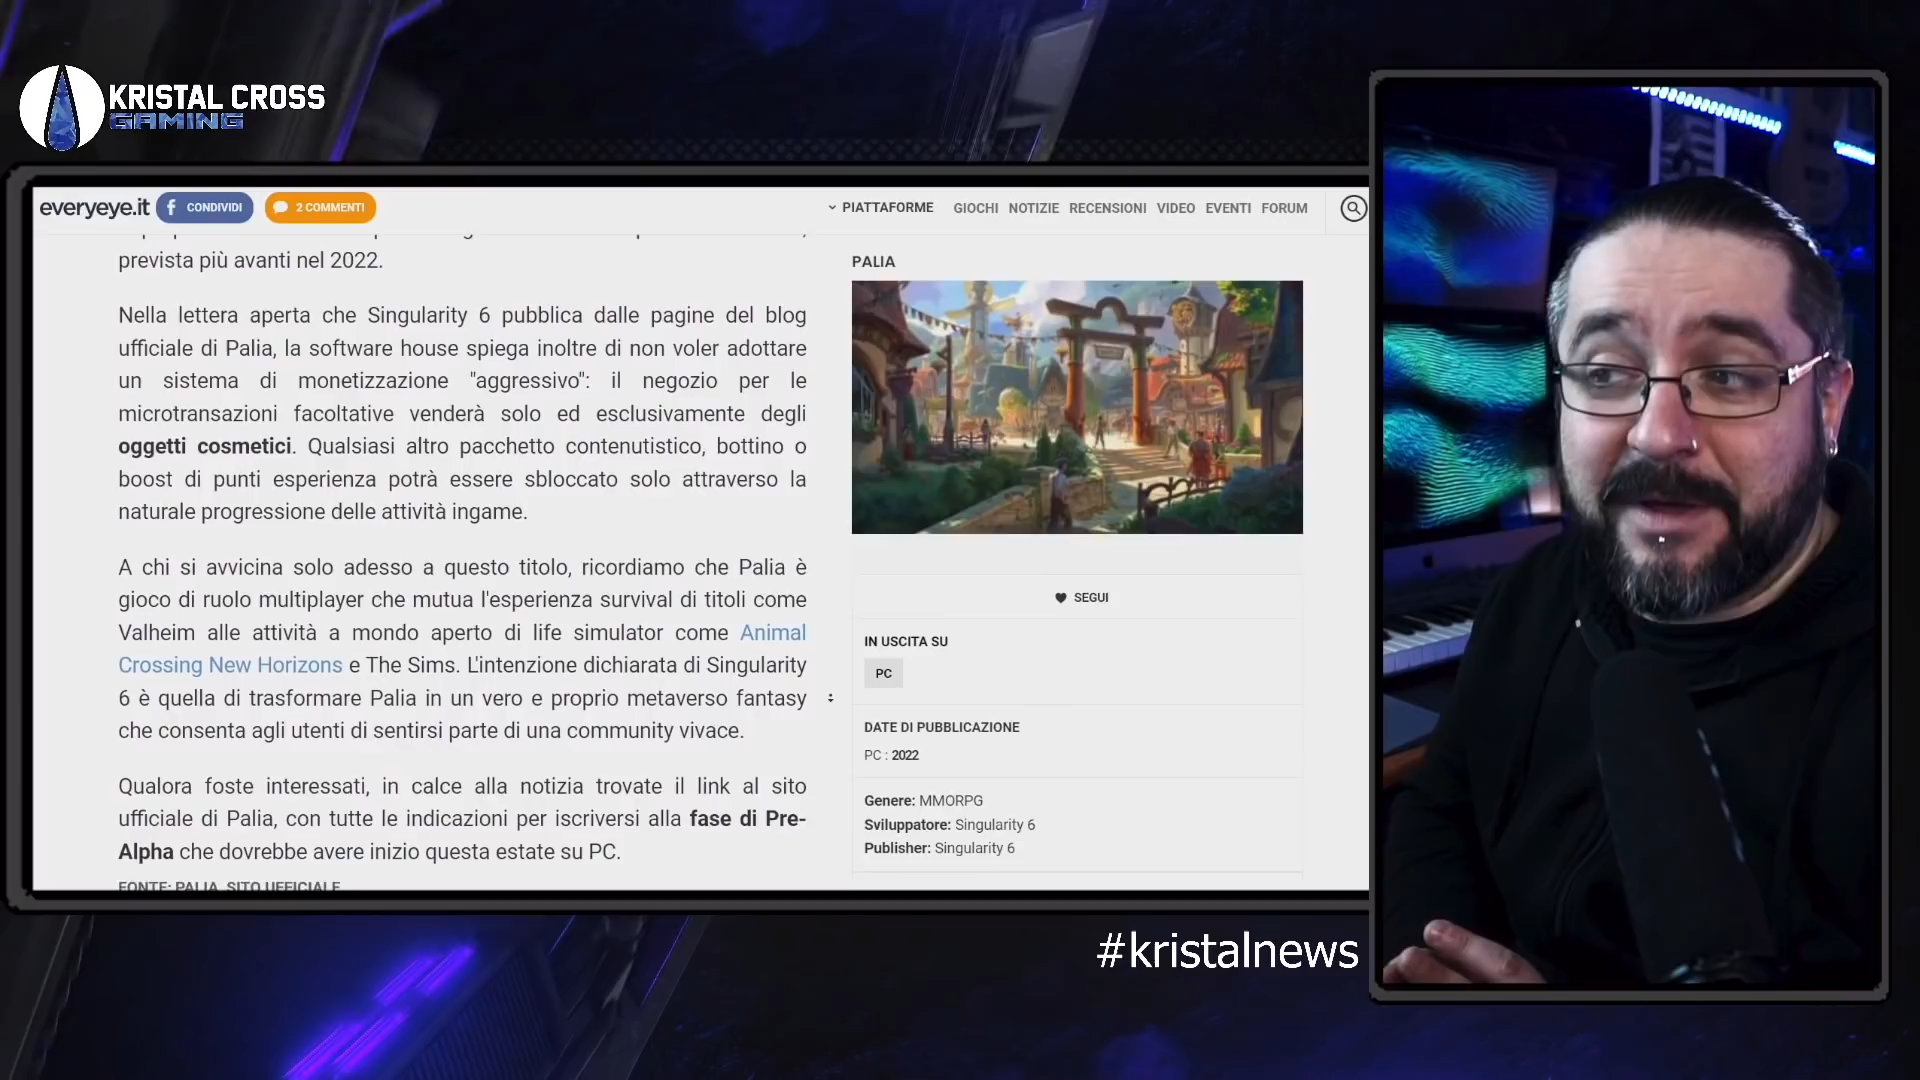 KRISTAL CROSS
GAMING
everyeye.it
CONDIVIDI
2 COMMENTI
PIATTAFORME
GIOCHI
NOTIZIE
RECENSIONI
VIDEO
EVENTI
FORUM
prevista più avanti nel 2022.
Nella lettera aperta che Singularity 6 pubblica dalle pagine del blog
ufficiale di Palia, la software house spiega inoltre di non voler adottare
un sistema di monetizzazione "aggressivo": il negozio per le
microtransazioni facoltative venderà solo ed esclusivamente degli
oggetti cosmetici. Qualsiasi altro pacchetto contenutistico, bottino o
boost di punti esperienza potrà essere sbloccato solo attraverso la
naturale progressione delle attività ingame.
A chi si avvicina solo adesso a questo titolo, ricordiamo che Palia è
gioco di ruolo multiplayer che mutua l'esperienza survival di titoli come
Valheim alle attività a mondo aperto di life simulator come Animal
Crossing New Horizons e The Sims. L'intenzione dichiarata di Singularity
6 è quella di trasformare Palia in un vero e proprio metaverso fantasy
che consenta agli utenti di sentirsi parte di una community vivace.
Qualora foste interessati, in calce alla notizia trovate il link al sito
ufficiale di Palia, con tutte le indicazioni per iscriversi alla fase di Pre-
Alpha che dovrebbe avere inizio questa estate su PC.
FONTE: PALIA, SITO UFFICIALE
PALIA
SEGUI
IN USCITA SU
PC
DATE DI PUBBLICAZIONE
PC : 2022
Genere: MMORPG
Sviluppatore: Singularity 6
Publisher: Singularity 6
#kristalnews